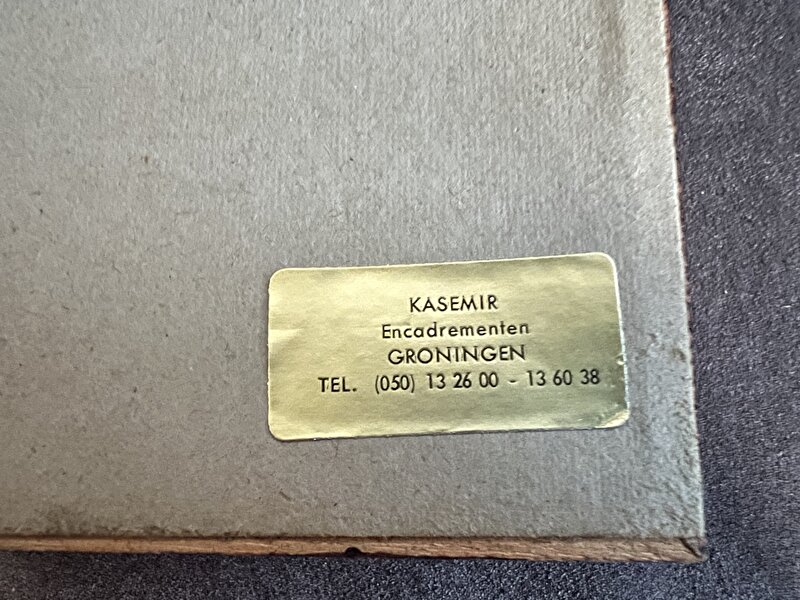 KASEMIR
Encadrementen
GRONINGEN
TEL. (050) 13 26 00 - 13 60 38